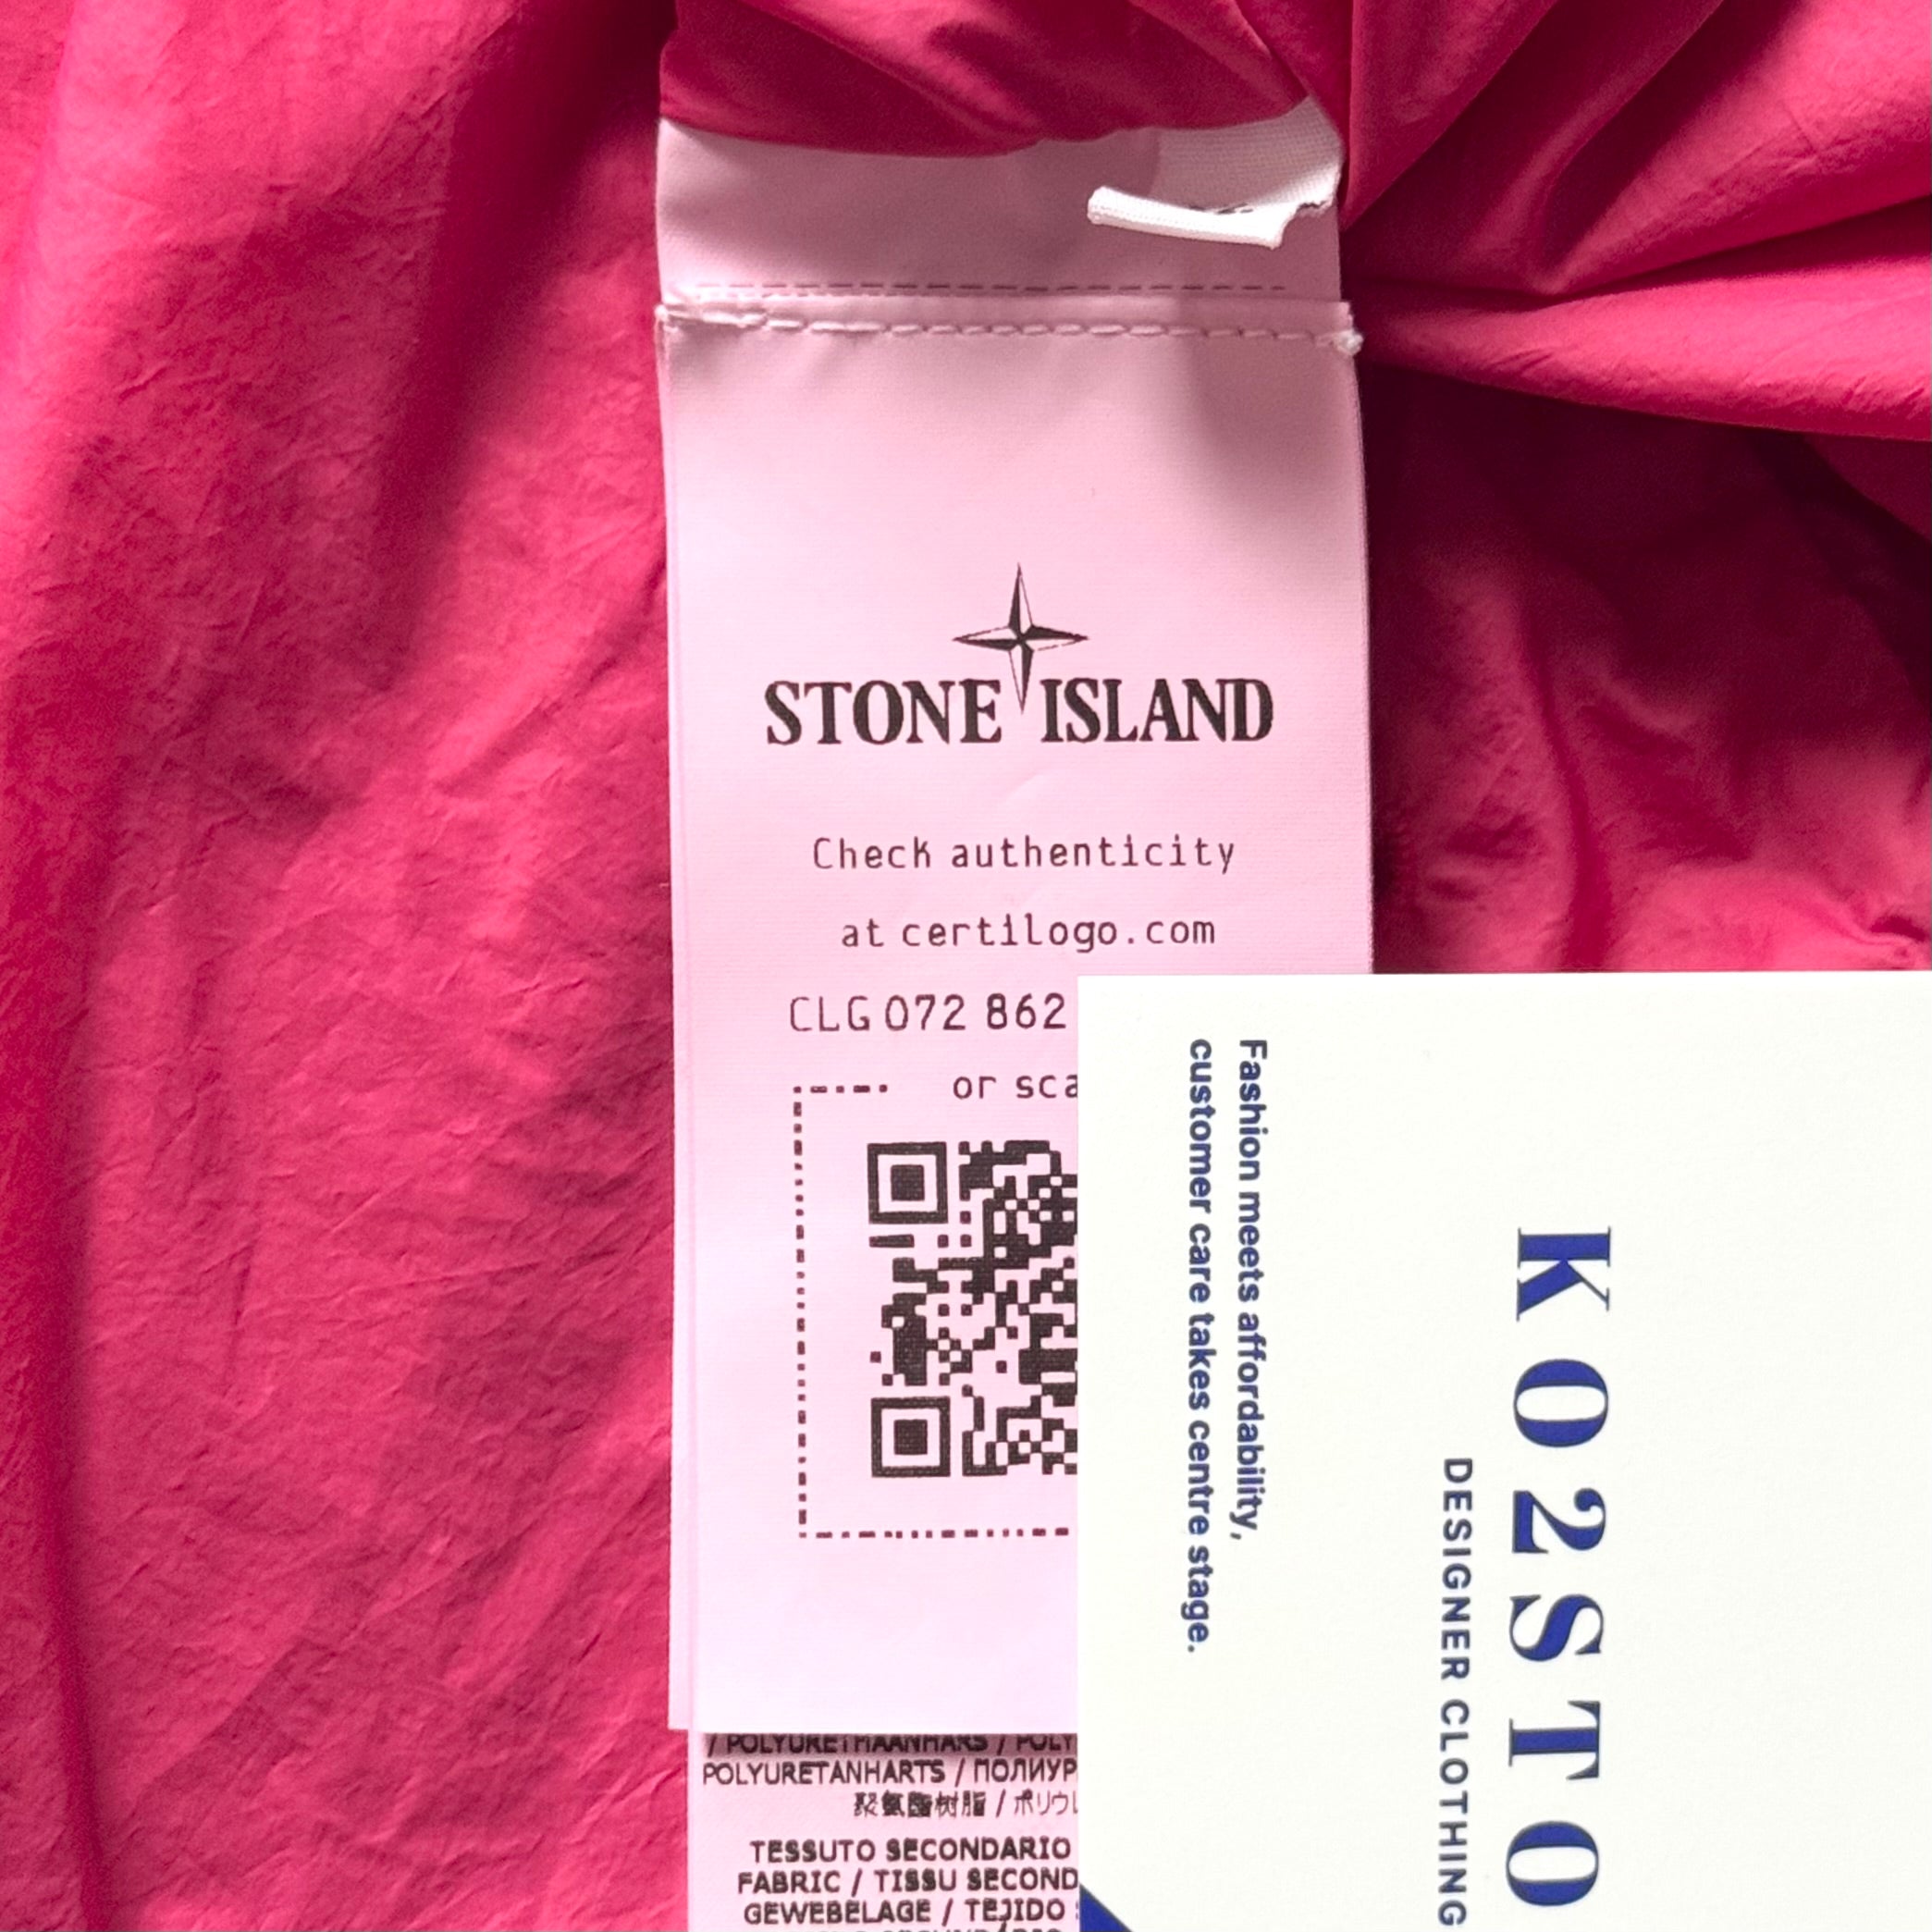 STONE ISLAND
Check authenticity
at certilogo.com
CLG 072 862
or sca
/ POLYURETHAANHARS / POLY
POLYURETANHARTS / ПОЛИУР
聚氨酯树脂 / ポリウレ
TESSUTO SECONDARIO
FABRIC / TISSU SECOND
GEWEBELAGE / TEJIDO
Fashion meets affordability,
customer care takes centre stage.
KO2STO
DESIGNER CLOTHING